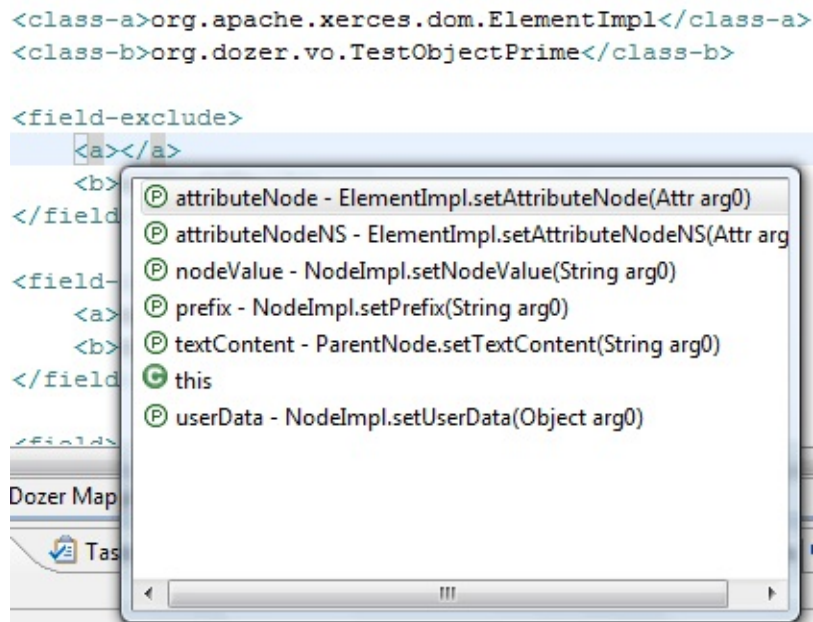 <class-a>org.apache.xerces.dom.ElementImpl</class-a>
<class-b>org.dozer.vo.TestObjectPrime</class-b>
<field-exclude>
<a></a>
<b>
</field
<field-
<a>
<b>
</field
<field>
attributeNode - ElementImpl.setAttributeNode(Attr arg0)
attributeNodeNS - ElementImpl.setAttributeNodeNS(Attr arg
nodeValue - NodeImpl.setNodeValue(String arg0)
prefix - NodeImpl.setPrefix(String arg0)
textContent - ParentNode.setTextContent(String arg0)
this
userData - NodeImpl.setUserData(Object arg0)
Dozer Map
Tas